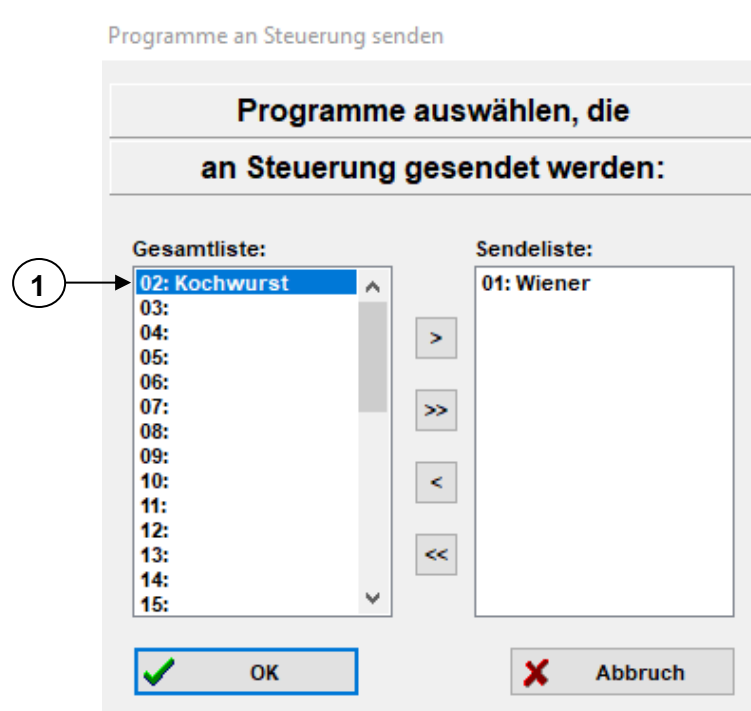 Programme an Steuerung senden
Programme auswählen, die
an Steuerung gesendet werden:
Gesamtliste:
Sendeliste:
1
02: Kochwurst
03:
04:
05:
06:
07:
08:
09:
10:
11:
12:
13:
14:
15:
>
>>
<
<<
01: Wiener
OK
Abbruch